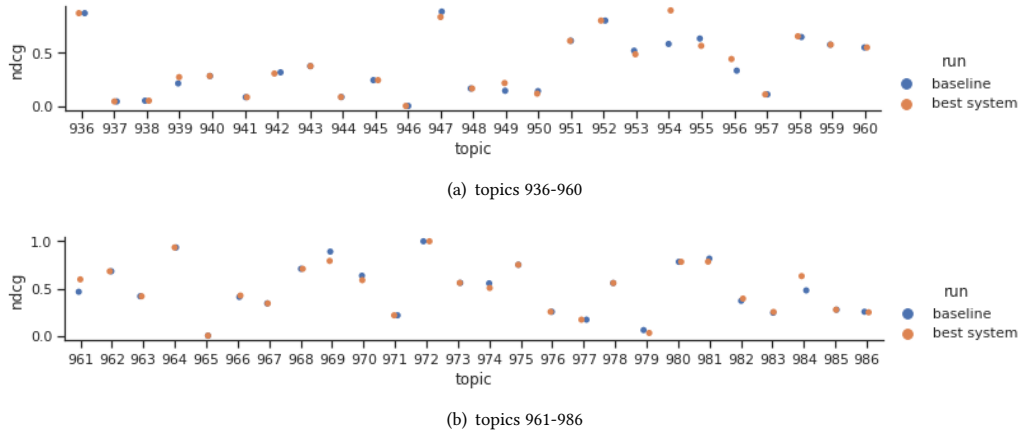 ndcg
0.5
0.0
936 937 938 939 940 941 942 943 944 945 946 947 948 949 950 951 952 953 954 955 956 957 958 959 960
topic
run
baseline
best system
(a) topics 936-960
ndcg
1.0
0.5
0.0
961 962 963 964 965 966 967 968 969 970 971 972 973 974 975 976 977 978 979 980 981 982 983 984 985 986
topic
run
baseline
best system
(b) topics 961-986